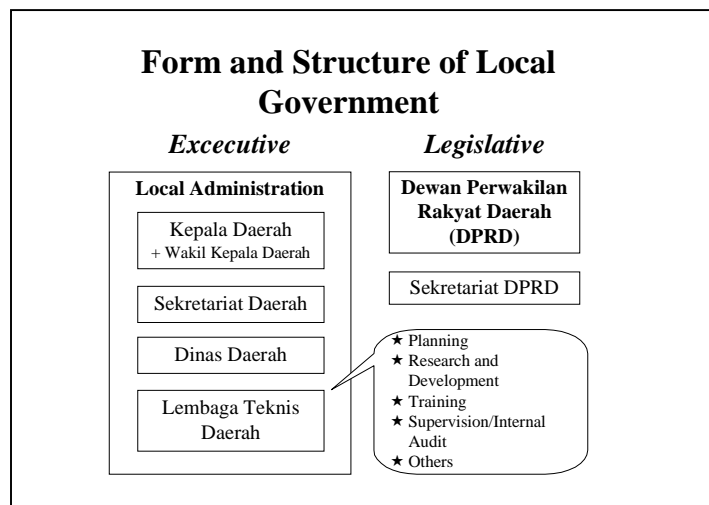 Form and Structure of Local
Government
Excecutive
Legislative
Local Administration
Kepala Daerah
+ Wakil Kepala Daerah
Sekretariat Daerah
Dinas Daerah
Lembaga Teknis
Daerah
Dewan Perwakilan
Rakyat Daerah
(DPRD)
Sekretariat DPRD
★ Planning
★ Research and
Development
★ Training
★ Supervision/Internal
Audit
★ Others